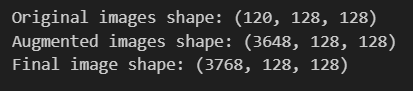 Original images shape: (120, 128, 128)
Augmented images shape: (3648, 128, 128)
Final image shape: (3768, 128, 128)